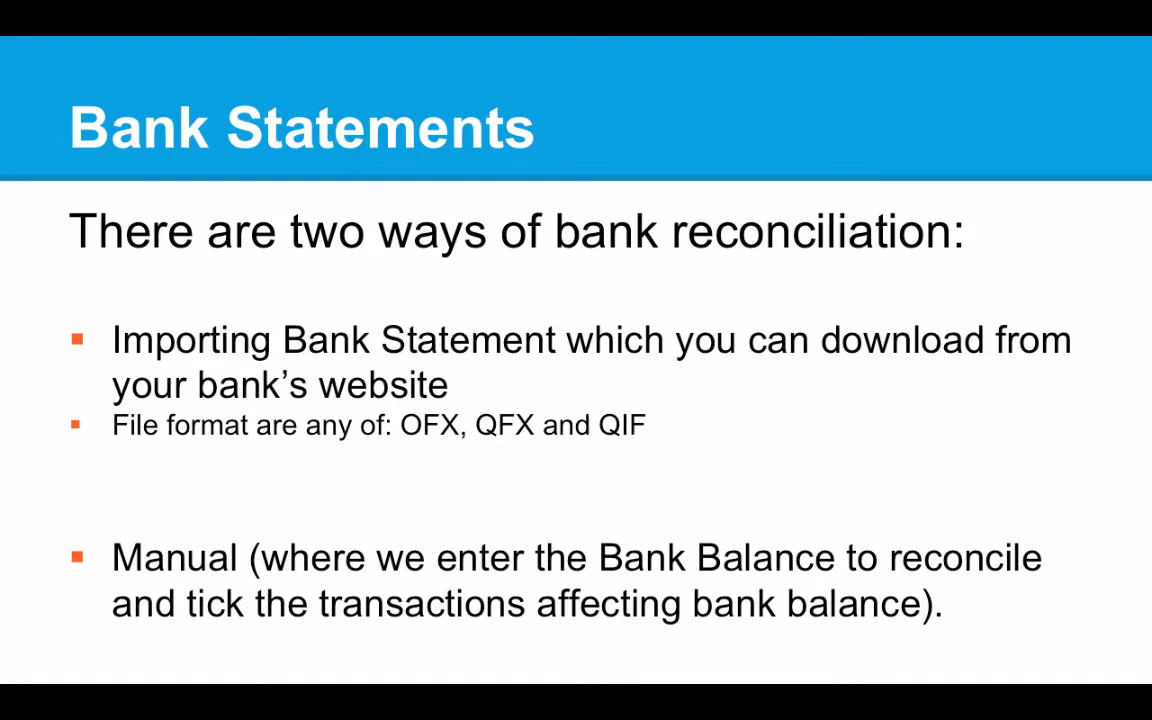 Bank Statements
There are two ways of bank reconciliation:
▪ Importing Bank Statement which you can download from
your bank’s website
▪ File format are any of: OFX, QFX and QIF
▪ Manual (where we enter the Bank Balance to reconcile
and tick the transactions affecting bank balance).